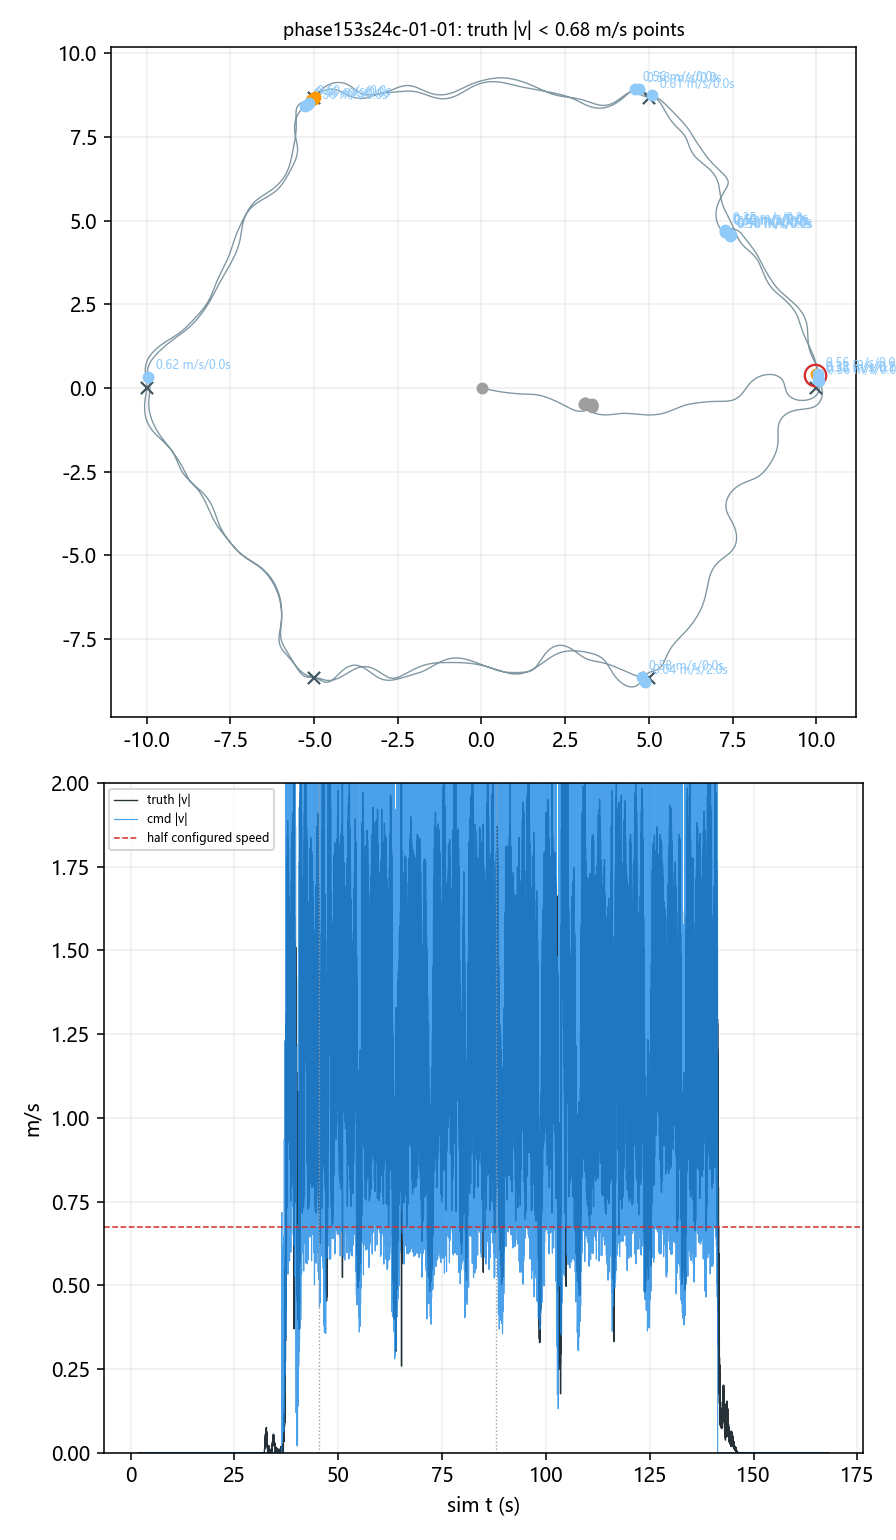 phase153s24c-01-01: truth |v| < 0.68 m/s points
10.0
7.5
5.0
2.5
0.0
-2.5
-5.0
-7.5
0.61 m/s/0.0s
0.62 m/s/0.0s
0.04 m/s/2.0s
-10.0 -7.5 -5.0 -2.5 0.0 2.5 5.0 7.5 10.0
2.00
1.75
1.50
1.25
1.00
0.75
0.50
0.25
0.00
truth |v|
cmd |v|
half configured speed
m/s
0 25 50 75 100 125 150 175
sim t (s)